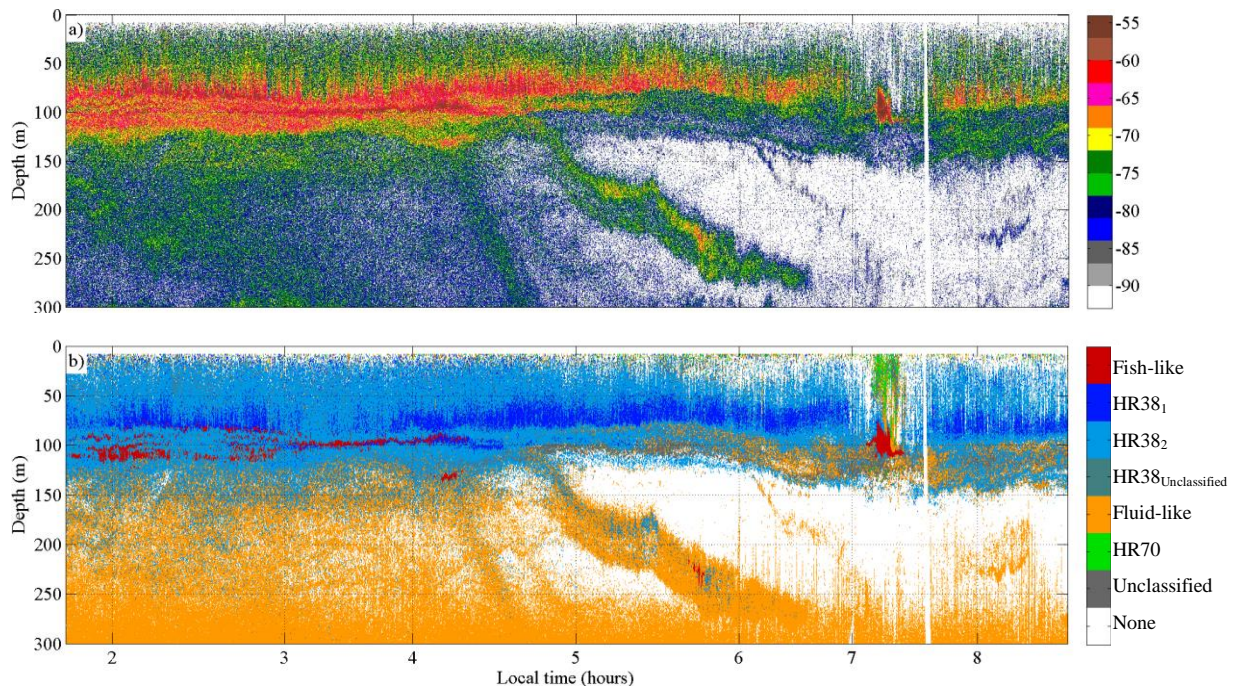 a)
0
50
100
150
200
250
300
Depth (m)
-55
-60
-65
-70
-75
-80
-85
-90
b)
0
50
100
150
200
250
300
Depth (m)
2 3 4 5 6 7 8
Local time (hours)
Fish-like
HR38₁
HR38₂
HR38Unclassified
Fluid-like
HR70
Unclassified
None